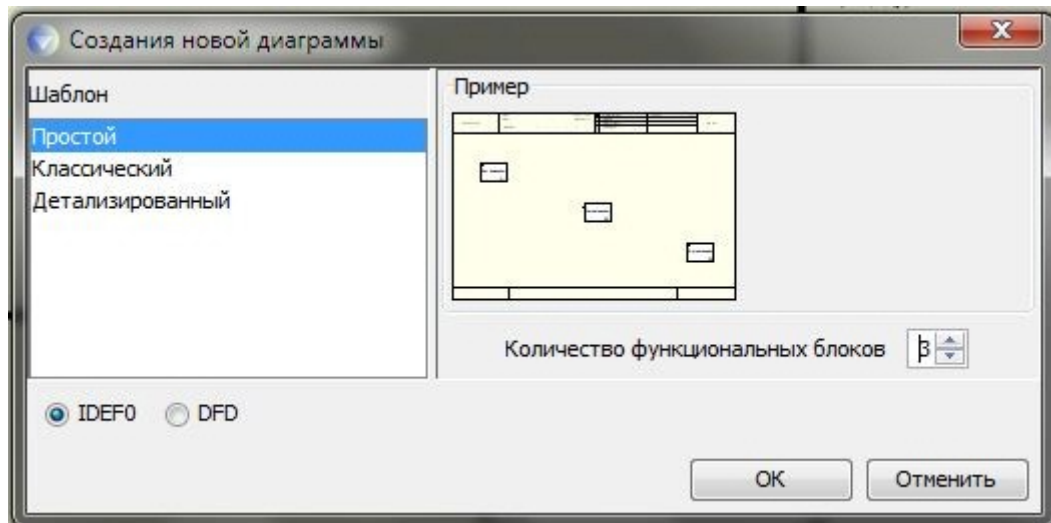 Создания новой диаграммы
Шаблон
Простой
Классический
Детализированный
Пример
Количество функциональных блоков 3
IDEF0 DFD
OK Отменить